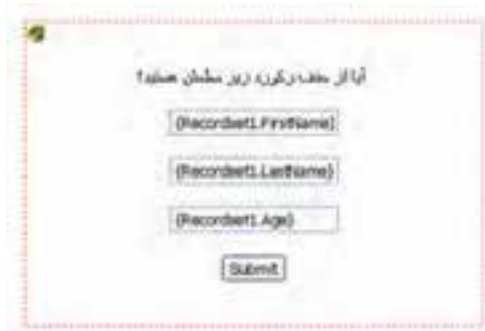 آیا از حذف رکورد زیر مطمئن هستید؟
{Recordset1.FirstName}
{Recordset1.LastName}
{Recordset1.Age}
Submit